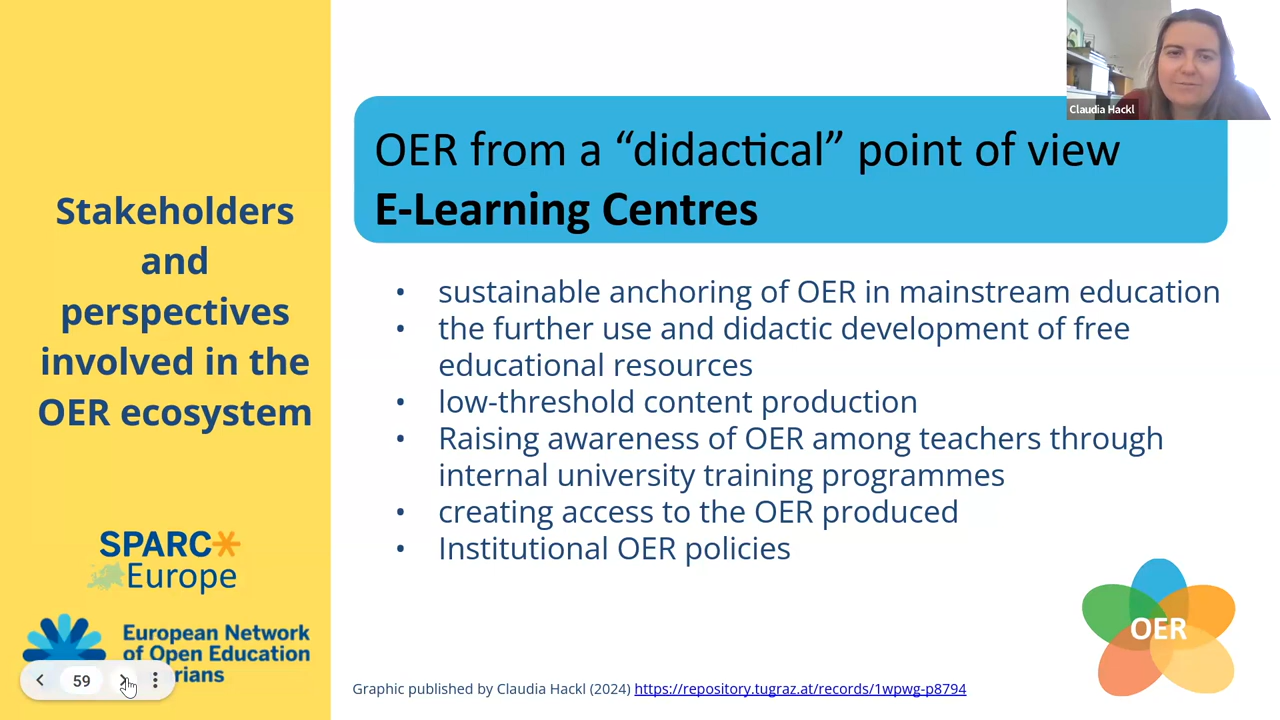 Claudia Hackl
OER from a “didactical” point of view
E-Learning Centres
Stakeholders
and
perspectives
involved in the
OER ecosystem
• sustainable anchoring of OER in mainstream education
• the further use and didactic development of free
educational resources
• low-threshold content production
• Raising awareness of OER among teachers through
internal university training programmes
• creating access to the OER produced
• Institutional OER policies
SPARC
Europe
European Network
of Open Education
rians
59
OER
Graphic published by Claudia Hackl (2024) https://repository.tugraz.at/records/1wpwg-p8794